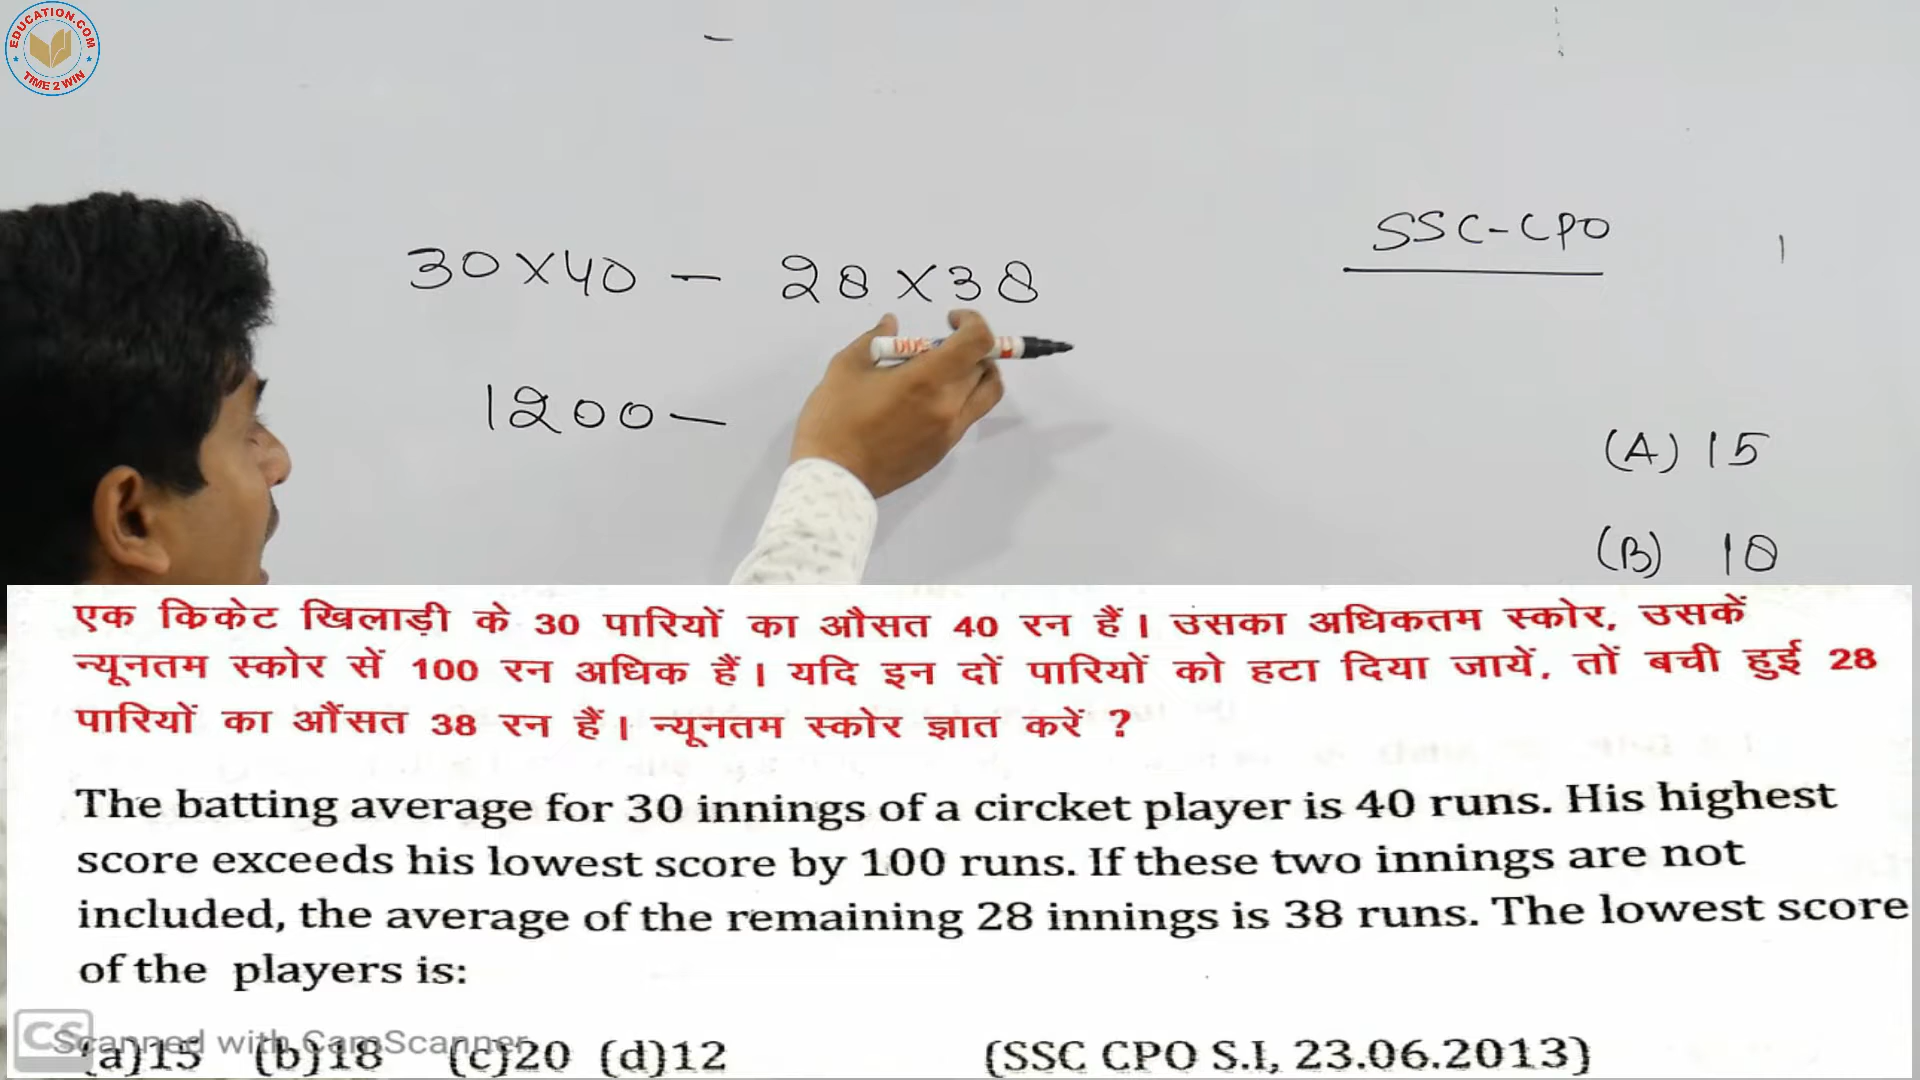 EDUCATION.COM
TIME 2 WIN
SSC-CPO
30×40 - 28×38
1200 -
(A) 15
(B) 18
एक किकेट खिलाड़ी के 30 पारियों का औसत 40 रन हैं। उसका अधिकतम स्कोर, उसकें
न्यूनतम स्कोर सें 100 रन अधिक हैं। यदि इन दों पारियों को हटा दिया जायें, तों बची हुई 28
पारियों का औंसत 38 रन हैं। न्यूनतम स्कोर ज्ञात करें ?
The batting average for 30 innings of a circket player is 40 runs. His highest
score exceeds his lowest score by 100 runs. If these two innings are not
included, the average of the remaining 28 innings is 38 runs. The lowest score
of the players is:
CS Scanned with CamScanner
(a)15 (b)18 (c)20 (d)12 (SSC CPO S.I, 23.06.2013)